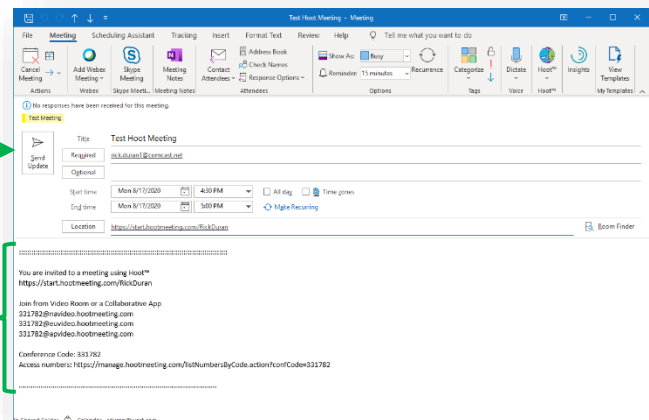 Test Hoot Meeting - Meeting
File Meeting Scheduling Assistant Tracking Insert Format Text Review Help Tell me what you want to do
Cancel Meeting
Add Webex Meeting
Skype Meeting
Meeting Notes
Contact Attendees
Address Book
Check Names
Response Options
Show As: Busy
Reminder: 15 minutes
Recurrence
Categorize
Dictate
Hoot™
Insights
View Templates
Actions Webex Skype Meeti... Meeting Notes Attendees Options Tags Voice Hoot™ My Templates
No responses have been received for this meeting.
Test Meeting
Send Update
Title Test Hoot Meeting
Required rick.duran1@comcast.net
Optional
Start time Mon 8/17/2020 4:30 PM All day Time zones
End time Mon 8/17/2020 5:00 PM Make Recurring
Location https://start.hootmeeting.com/RickDuran Room Finder
You are invited to a meeting using Hoot™
https://start.hootmeeting.com/RickDuran
Join from Video Room or a Collaborative App
331782@navideo.hootmeeting.com
331782@euvideo.hootmeeting.com
331782@apvideo.hootmeeting.com
Conference Code: 331782
Access numbers: https://manage.hootmeeting.com/listNumbersByCode.action?confCode=331782